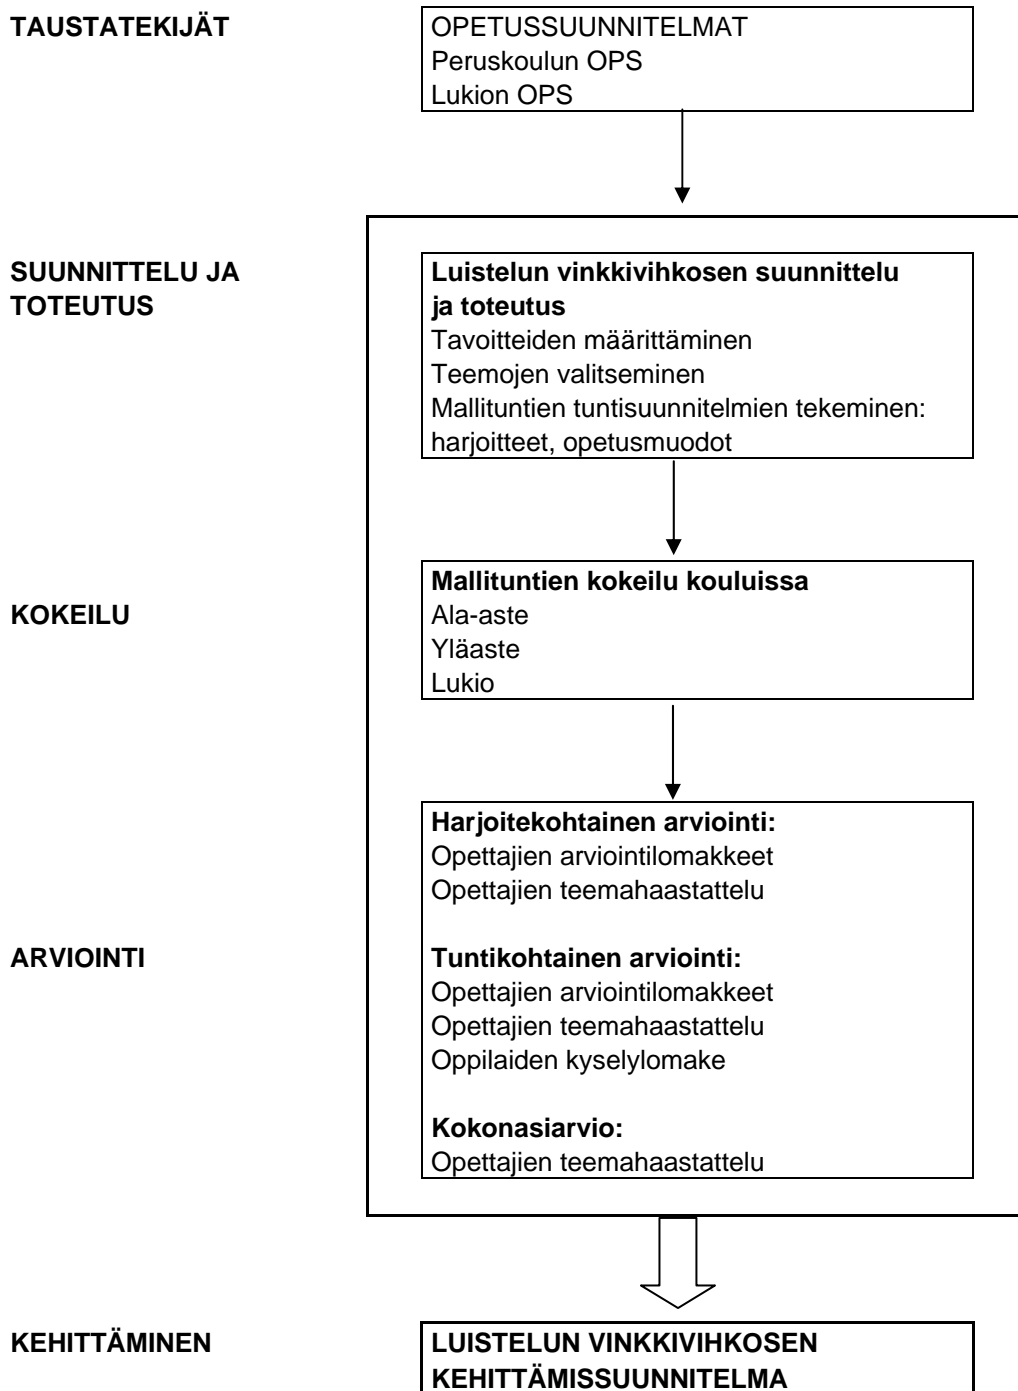 TAUSTATEKIJÄT
OPETUSSUUNNITELMAT
Peruskoulun OPS
Lukion OPS
SUUNNITTELU JA
TOTEUTUS
Luistelun vinkkivihkosen suunnittelu
ja toteutus
Tavoitteiden määrittäminen
Teemojen valitseminen
Mallituntien tuntisuunnitelmien tekeminen:
harjoitteet, opetusmuodot
KOKEILU
Mallituntien kokeilu kouluissa
Ala-aste
Yläaste
Lukio
ARVIOINTI
Harjoitekohtainen arviointi:
Opettajien arviointilomakkeet
Opettajien teemahaastattelu
Tuntikohtainen arviointi:
Opettajien arviointilomakkeet
Opettajien teemahaastattelu
Oppilaiden kyselylomake
Kokonasiarvio:
Opettajien teemahaastattelu
KEHITTÄMINEN
LUISTELUN VINKKIVIHKOSEN
KEHITTÄMISSUUNNITELMA